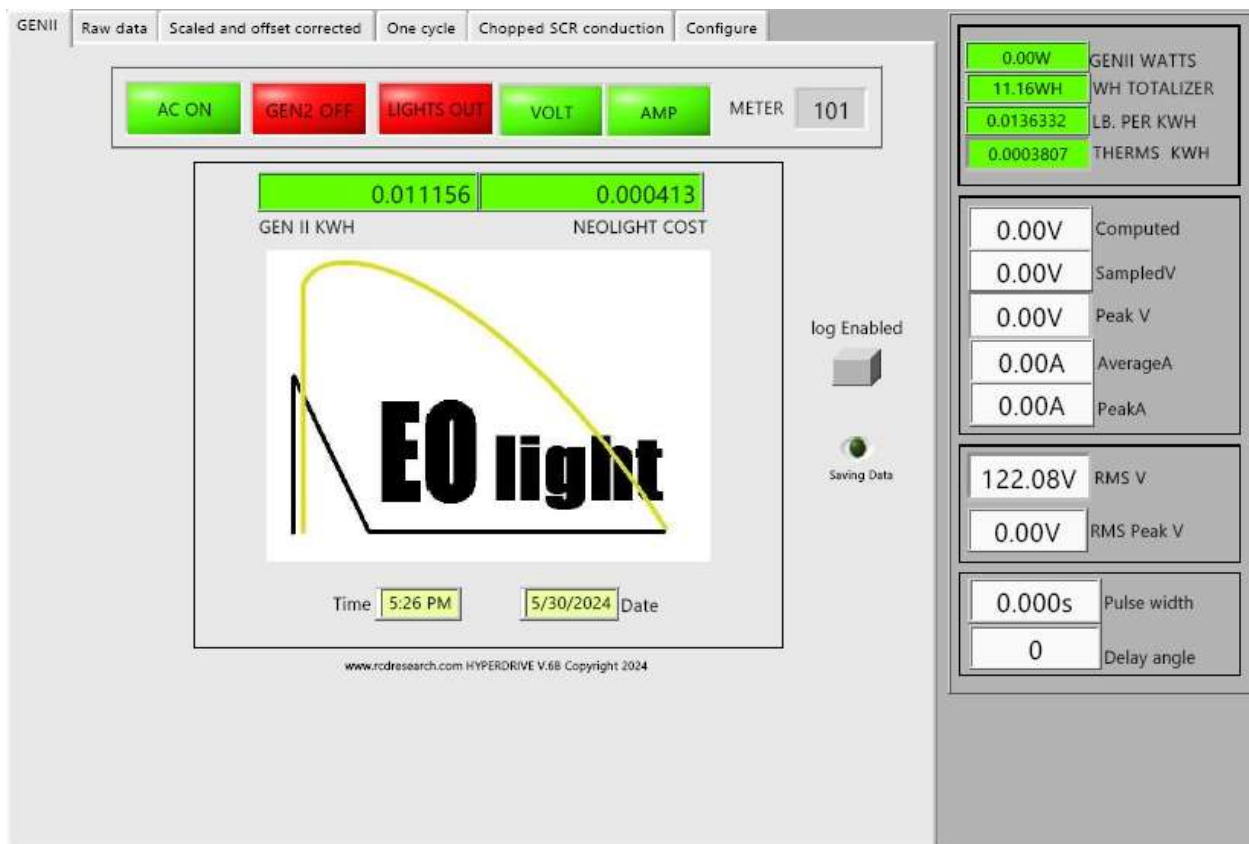 GENII Raw data Scaled and offset corrected One cycle Chopped SCR conduction Configure
AC ON GEN2 OFF LIGHTS OUT VOLT AMP METER 101
0.011156 0.000413
GEN II KWH NEOLIGHT COST
EO light
log Enabled
Saving Data
Time 5:26 PM 5/30/2024 Date
www.rcdresearch.com HYPERDRIVE V.68 Copyright 2024
0.00W GENII WATTS
11.16WH WH TOTALIZER
0.0136332 LB. PER KWH
0.0003807 THERMS KWH
0.00V Computed
0.00V SampledV
0.00V Peak V
0.00A AverageA
0.00A PeakA
122.08V RMS V
0.00V RMS Peak V
0.000s Pulse width
0 Delay angle